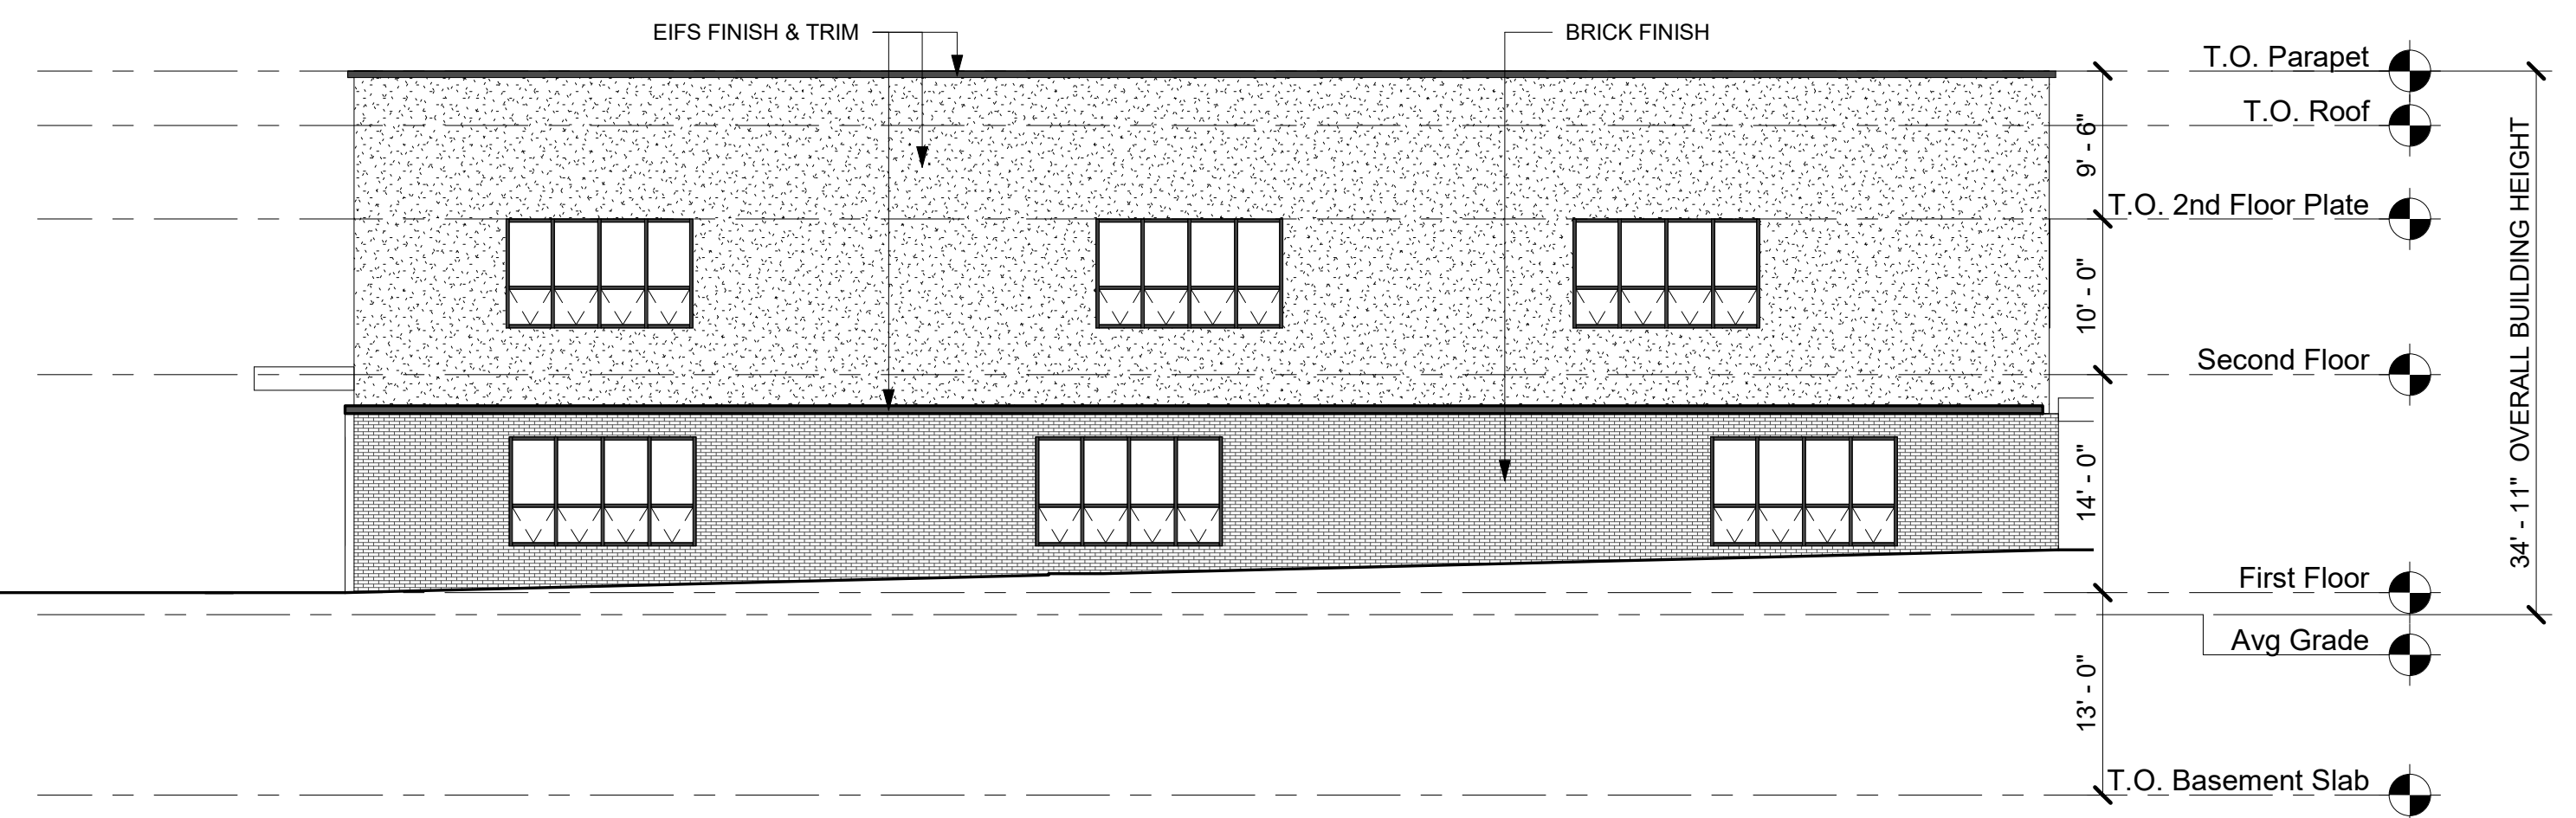 EIFS FINISH & TRIM
BRICK FINISH
T.O. Parapet
T.O. Roof
9' - 6"
T.O. 2nd Floor Plate
10' - 0"
Second Floor
34' - 11" OVERALL BUILDING HEIGHT
14' - 0"
First Floor
Avg Grade
13' - 0"
T.O. Basement Slab